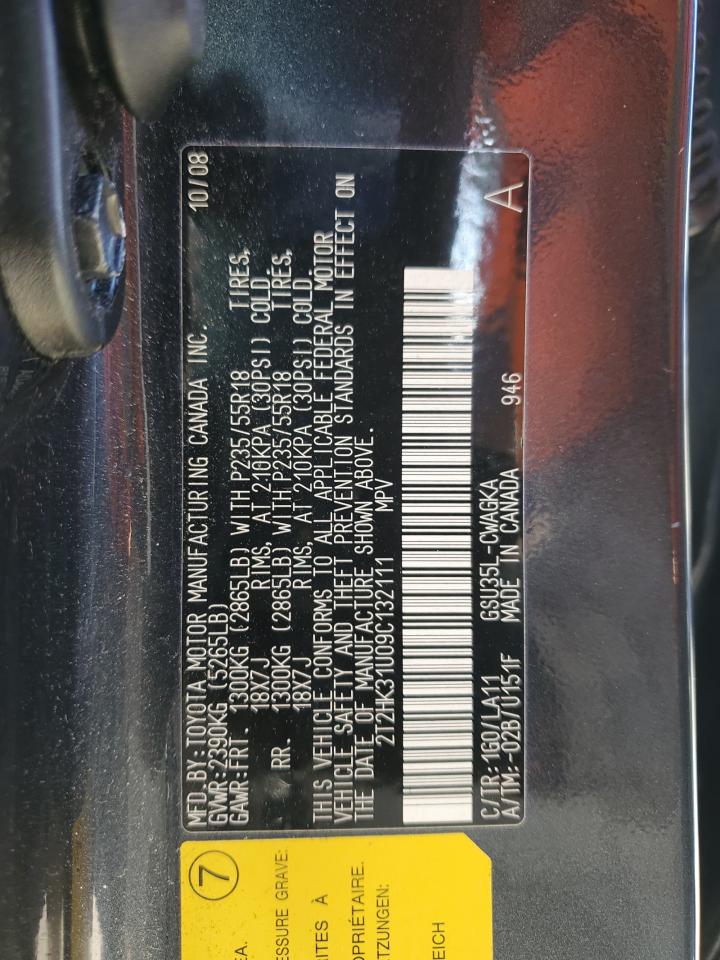 MFD.BY:TOYOTA MOTOR MANUFACTURING CANADA INC. 10/08
GVWR:2390KG (5265LB)
GAWR:FRT. 1300KG (2865LB) WITH P235/55R18 TIRES,
18X7J RIMS, AT 210KPA (30PSI) COLD.
RR. 1300KG (2865LB) WITH P235/55R18 TIRES,
18X7J RIMS, AT 210KPA (30PSI) COLD.
THIS VEHICLE CONFORMS TO ALL APPLICABLE FEDERAL MOTOR
VEHICLE SAFETY AND THEFT PREVENTION STANDARDS IN EFFECT ON
THE DATE OF MANUFACTURE SHOWN ABOVE.
2T2HK31U09C132111 MPV
C/TR:1G0/LA11 GSU35L-CWAGKA
A/TM:-02B/U151F MADE IN CANADA 946
A
7
EA.
ESSURE GRAVE:
ITES À
OPRIÉTAIRE.
TZUNGEN:
EICH